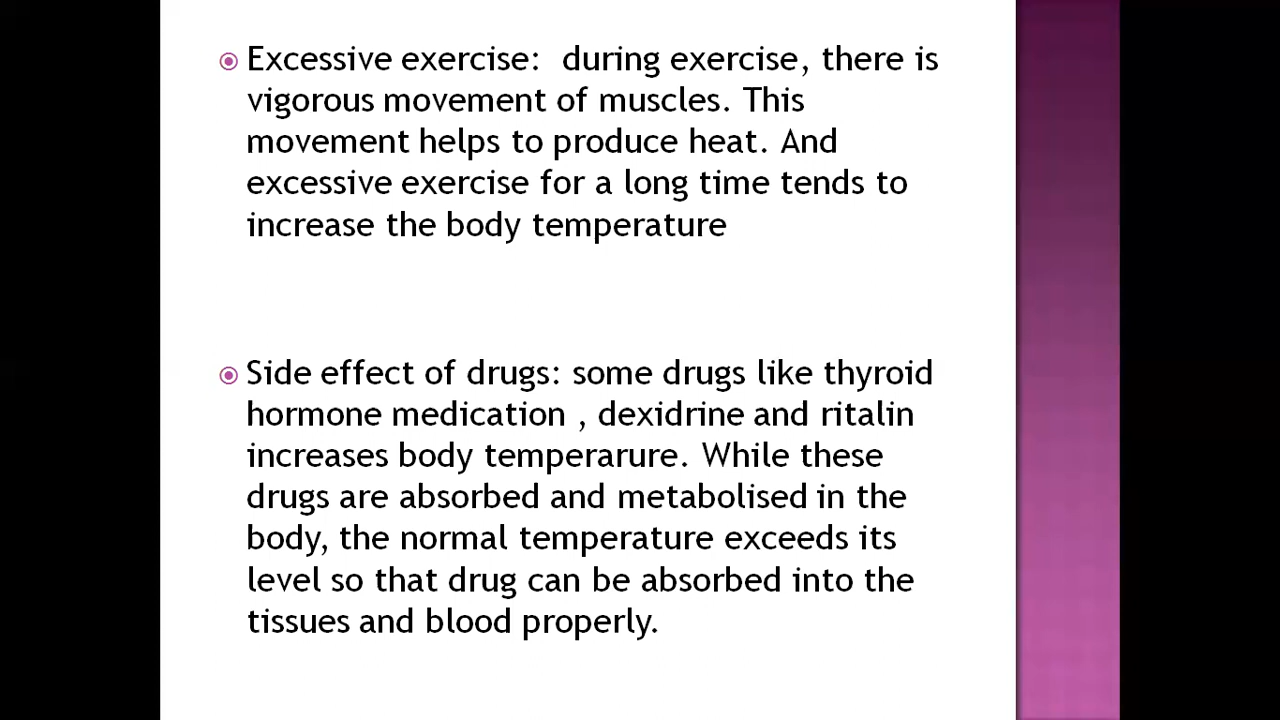 Excessive exercise:  during exercise, there is
vigorous movement of muscles. This
movement helps to produce heat. And
excessive exercise for a long time tends to
increase the body temperature
Side effect of drugs: some drugs like thyroid
hormone medication , dexidrine and ritalin
increases body temperarure. While these
drugs are absorbed and metabolised in the
body, the normal temperature exceeds its
level so that drug can be absorbed into the
tissues and blood properly.